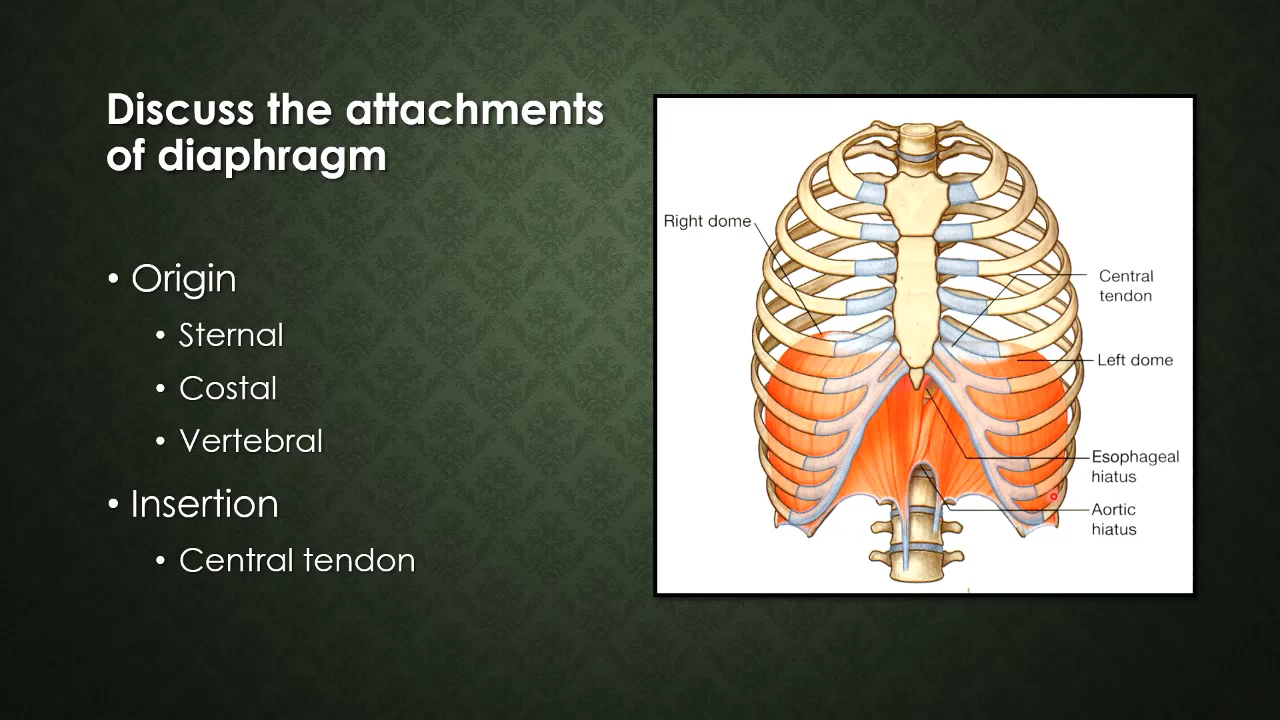 Discuss the attachments
of diaphragm
• Origin
• Sternal
• Costal
• Vertebral
• Insertion
• Central tendon
Right dome
Central
tendon
Left dome
Esophageal
hiatus
Aortic
hiatus